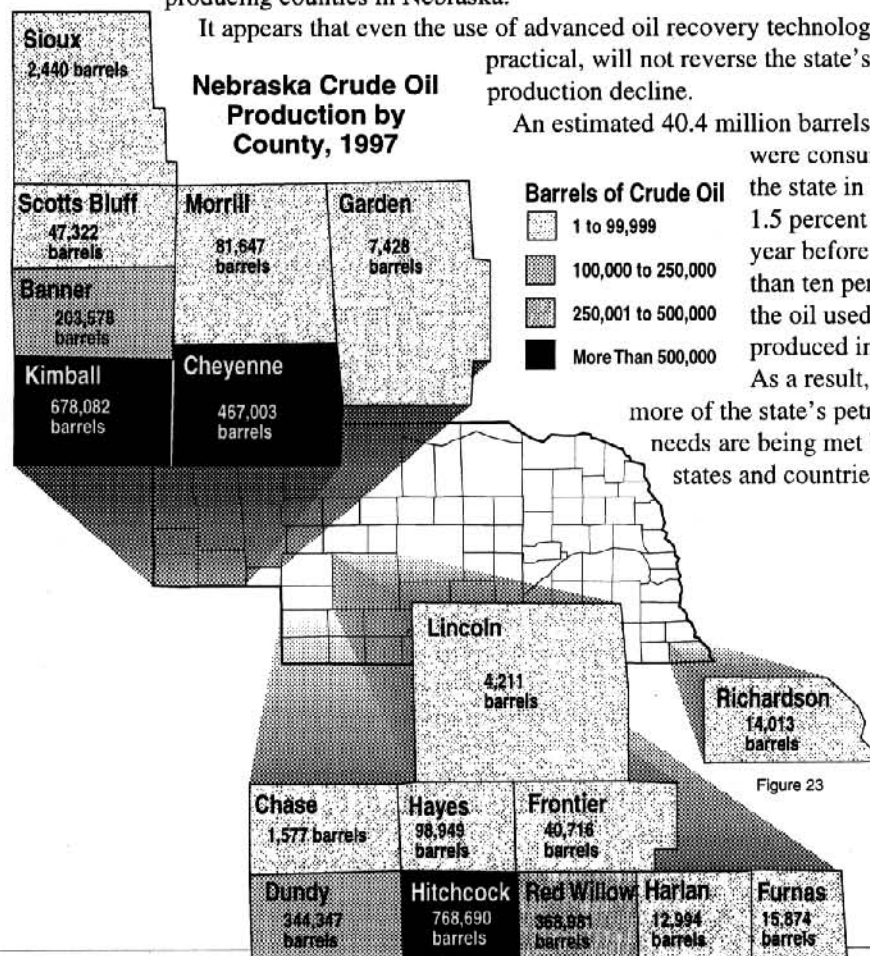 producing counties in Nebraska.
It appears that even the use of advanced oil recovery technolog
practical, will not reverse the state's
production decline.
An estimated 40.4 million barrels
were consu
the state in
1.5 percent
year before
than ten per
the oil used
produced in
As a result,
more of the state's petr
needs are being met
states and countrie
Nebraska Crude Oil
Production by
County, 1997
Barrels of Crude Oil
1 to 99,999
100,000 to 250,000
250,001 to 500,000
More Than 500,000
Sioux
2,440 barrels
Scotts Bluff
47,322
barrels
Morrill
81,647
barrels
Garden
7,428
barrels
Banner
203,578
barrels
Kimball
678,082
barrels
Cheyenne
467,003
barrels
Lincoln
4,211
barrels
Richardson
14,013
barrels
Figure 23
Chase
1,577 barrels
Hayes
98,949
barrels
Frontier
40,716
barrels
Dundy
344,347
barrels
Hitchcock
768,690
barrels
Red Willow
barrels
Harlan
12,994
barrels
Furnas
15,874
barrels